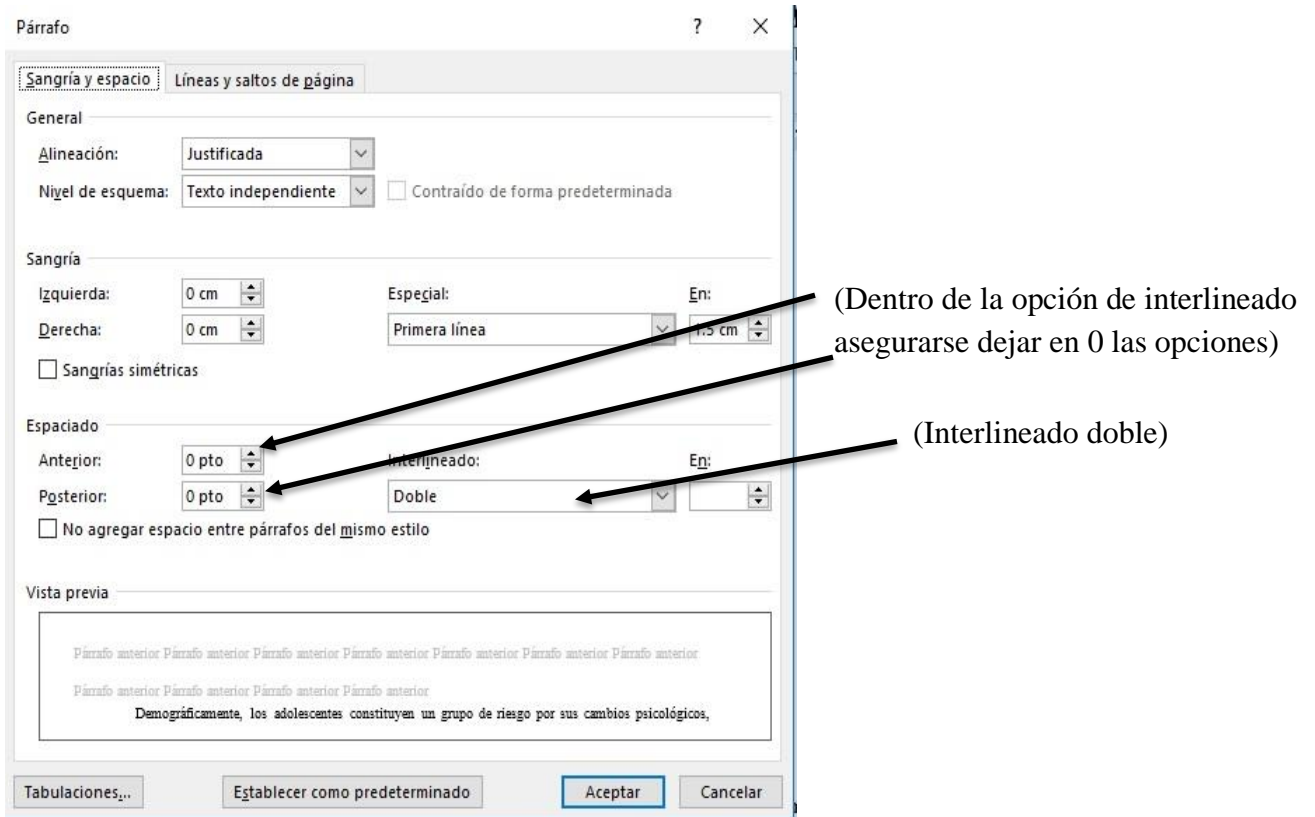 Párrafo ? X
Sangría y espacio Líneas y saltos de página
General
Alineación: Justificada
Nivel de esquema: Texto independiente Contraído de forma predeterminada
Sangría
Izquierda: 0 cm Especial: En:
Derecha: 0 cm Primera línea 1.5 cm
Sangrías simétricas
(Dentro de la opción de interlineado
asegurarse dejar en 0 las opciones)
Espaciado
Anterior: 0 pto Interlineado: En:
Posterior: 0 pto Doble
(Interlineado doble)
No agregar espacio entre párrafos del mismo estilo
Vista previa
Párrafo anterior Párrafo anterior Párrafo anterior Párrafo anterior Párrafo anterior Párrafo anterior Párrafo anterior
Párrafo anterior Párrafo anterior Párrafo anterior Párrafo anterior
Demográficamente, los adolescentes constituyen un grupo de riesgo por sus cambios psicológicos,
Tabulaciones... Establecer como predeterminado Aceptar Cancelar